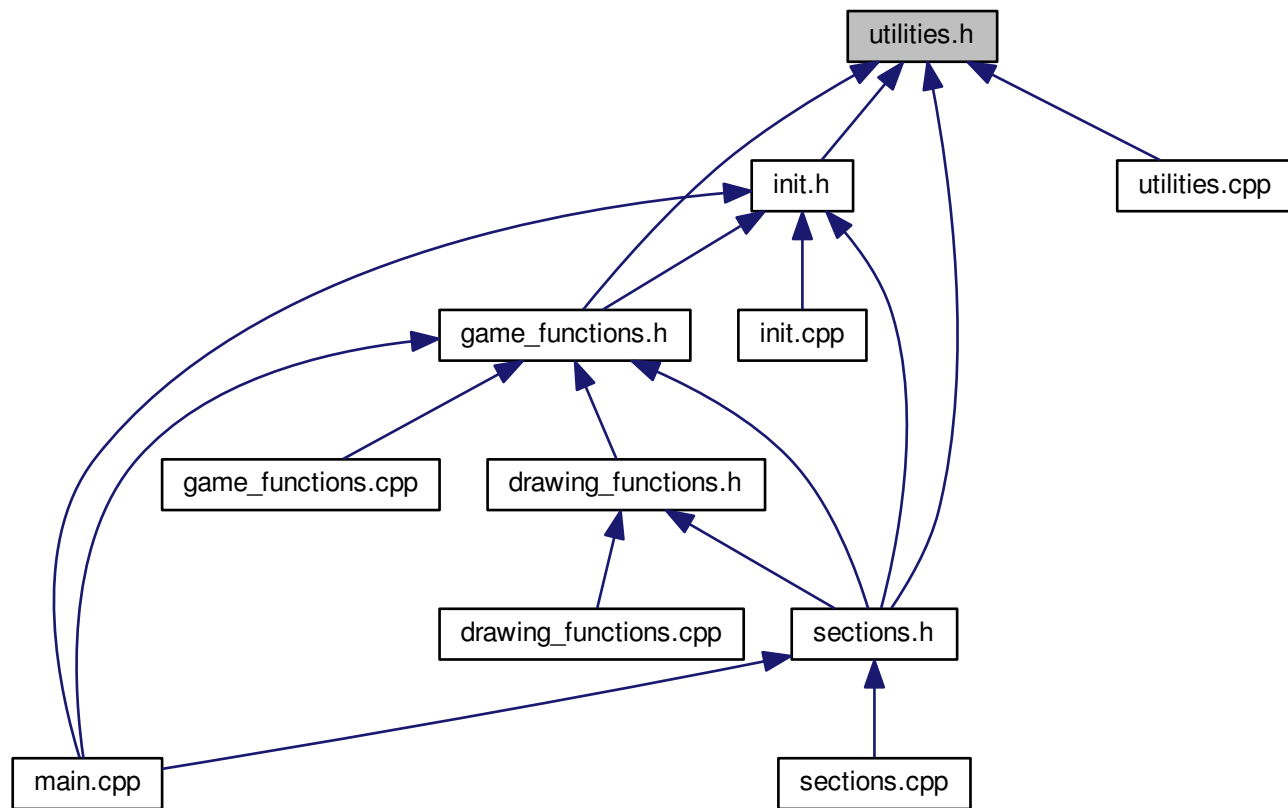 utilities.h
init.h
utilities.cpp
game_functions.h
init.cpp
game_functions.cpp
drawing_functions.h
drawing_functions.cpp
sections.h
main.cpp
sections.cpp